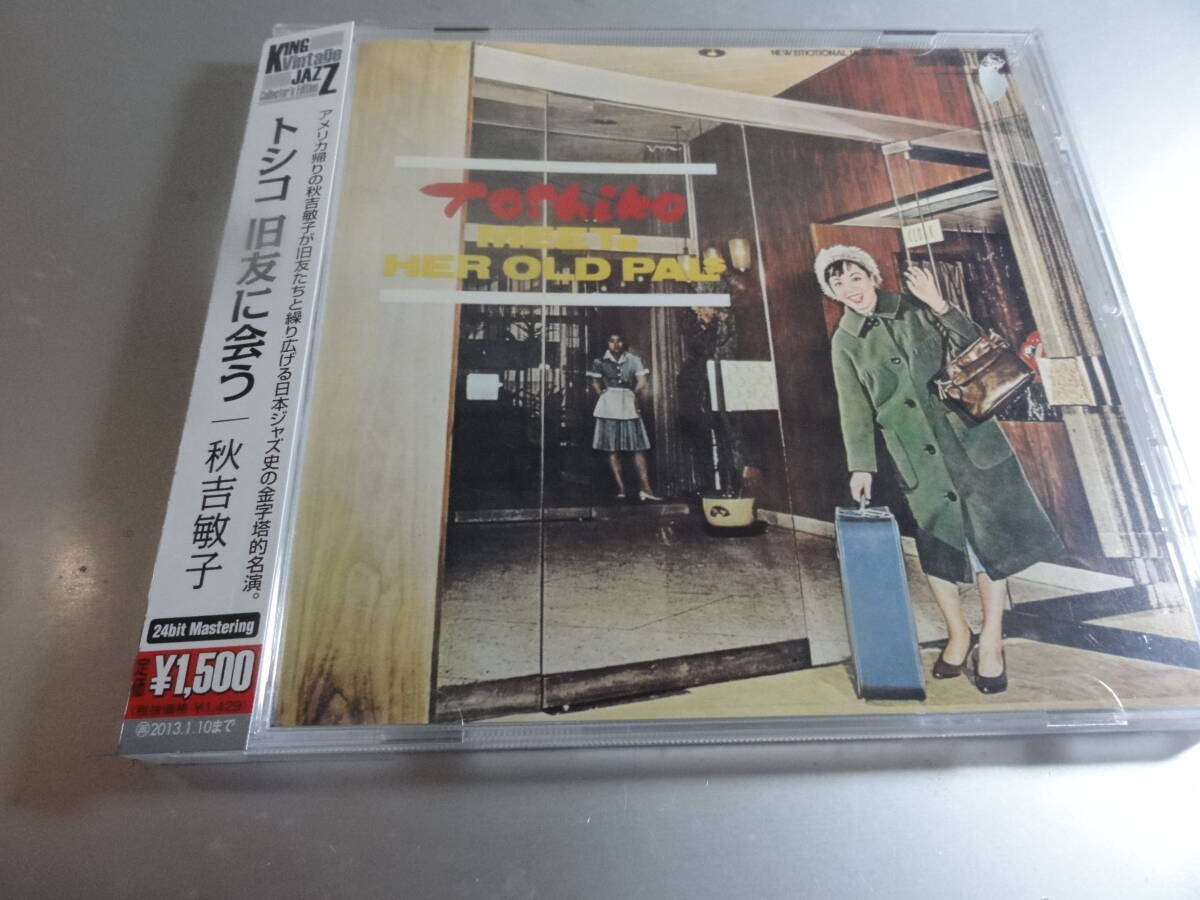 KING
Vintage
JAZZ
Collector's Edition
アメリカ帰りの秋吉敏子が旧友たちと繰り広げる日本ジャズ史の金字塔的名演。
トシコ 旧友に会う|秋吉敏子
24bit Mastering
定価
¥1,500
税抜価格 ¥1,429
2013.1.10まで
NEW EMOTIONAL
Toshiko
MEETS
HER OLD PALS